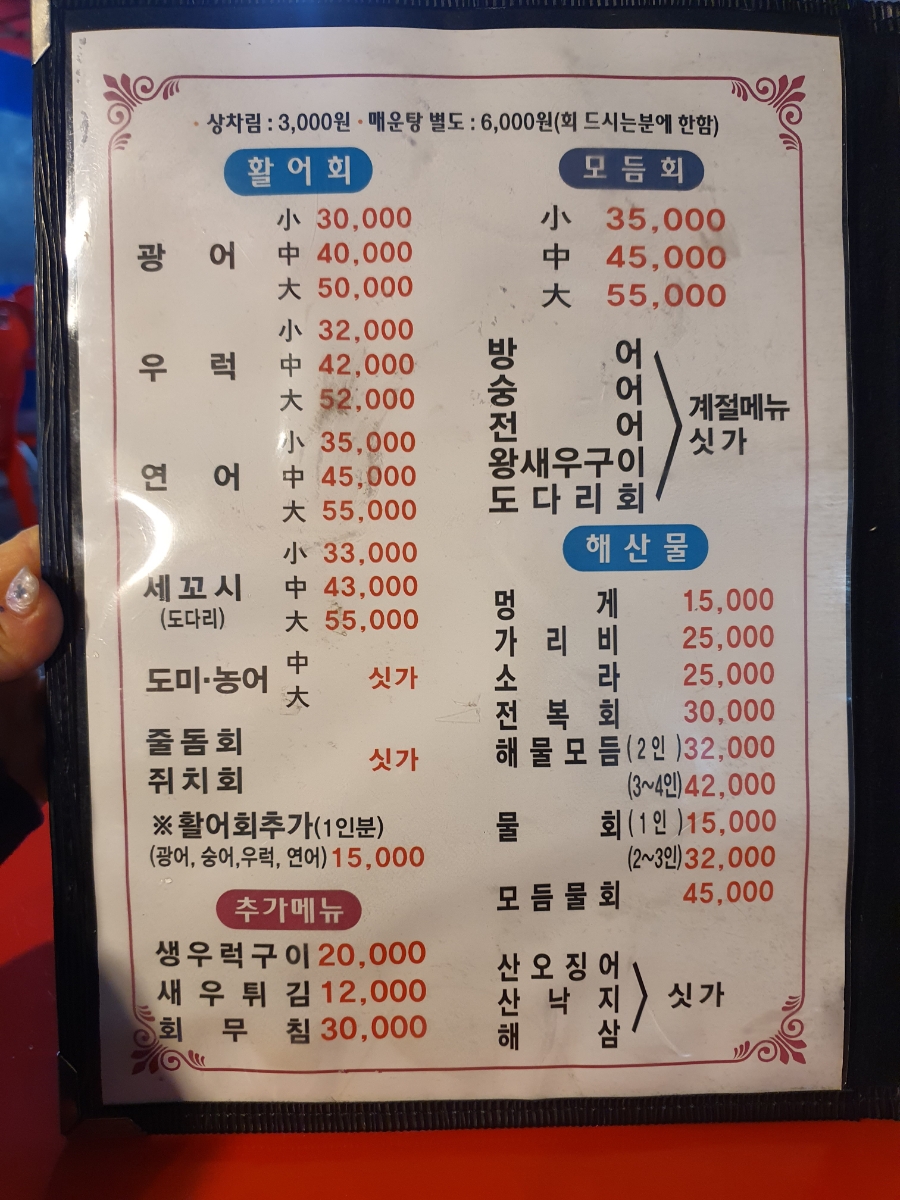 상차림 : 3,000원 · 매운탕 별도 : 6,000원(회 드시는분에 한함)
활어회
小 30,000
광어 中 40,000
大 50,000
小 32,000
우럭 中 42,000
大 52,000
小 35,000
연어 中 45,000
大 55,000
小 33,000
세꼬시 中 43,000
(도다리) 大 55,000
도미·농어 中 싯가
大
줄돔회 싯가
쥐치회
※활어회추가(1인분)
(광어, 숭어,우럭, 연어) 15,000
추가메뉴
생우럭구이 20,000
새우튀김 12,000
회무침 30,000
모듬회
小 35,000
中 45,000
大 55,000
방어
숭어
전어
왕새우구이
도다리회
계절메뉴
싯가
해산물
멍게 15,000
가리비 25,000
소라 25,000
전복회 30,000
해물모듬(2인) 32,000
(3~4인) 42,000
물회(1인) 15,000
(2~3인) 32,000
모듬물회 45,000
산오징어
산낙지 싯가
해삼